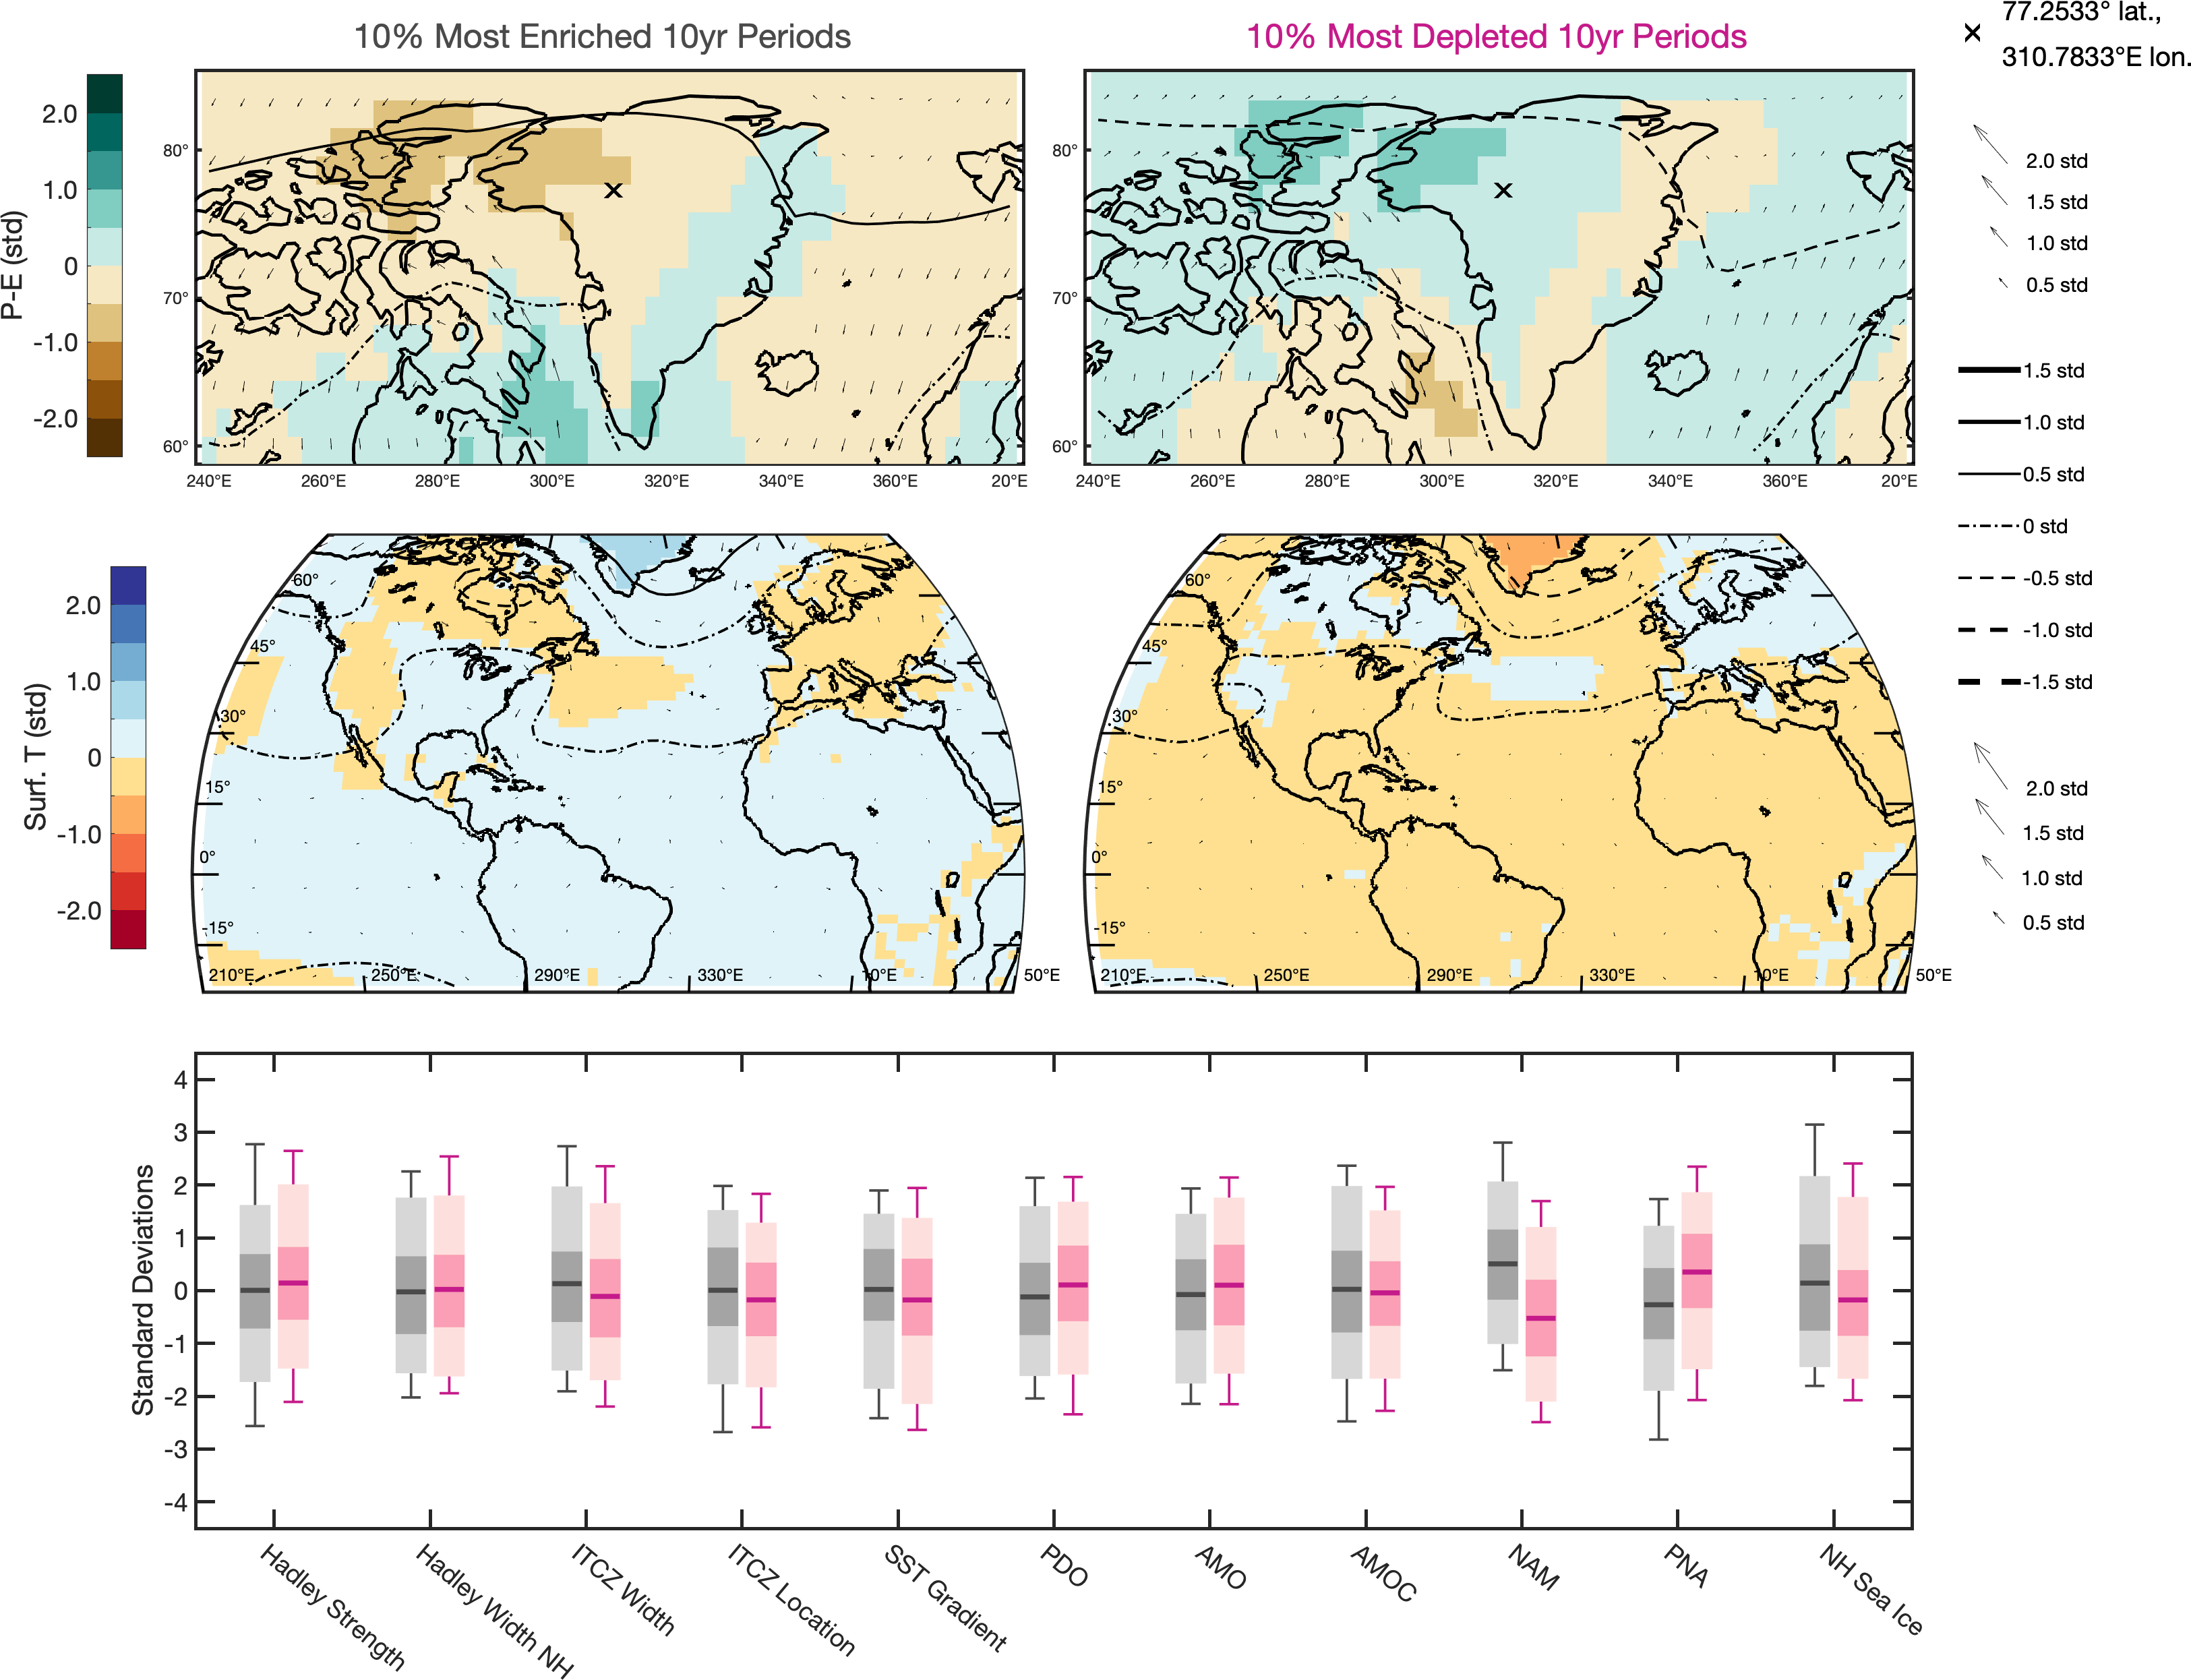 10% Most Enriched 10yr Periods
10% Most Depleted 10yr Periods
77.2533° lat.,
310.7833°E lon.
P-E (std)
2.0
1.0
0
-1.0
-2.0
80°
70°
60°
240°E 260°E 280°E 300°E 320°E 340°E 360°E 20°E
80°
70°
60°
240°E 260°E 280°E 300°E 320°E 340°E 360°E 20°E
2.0 std
1.5 std
1.0 std
0.5 std
1.5 std
1.0 std
0.5 std
0 std
-0.5 std
-1.0 std
-1.5 std
2.0 std
1.5 std
1.0 std
0.5 std
Surf. T (std)
2.0
1.0
0
-1.0
-2.0
60°
45°
30°
15°
0°
-15°
210°E 250°E 290°E 330°E 10°E 50°E
60°
45°
30°
15°
0°
-15°
210°E 250°E 290°E 330°E 10°E 50°E
Standard Deviations
4
3
2
1
0
-1
-2
-3
-4
Hadley Strength
Hadley Width NH
ITCZ Width
ITCZ Location
SST Gradient
PDO
AMO
AMOC
NAM
PNA
NH Sea Ice